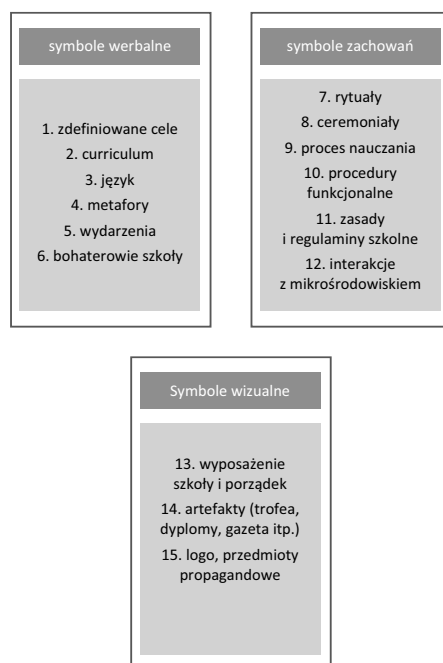 symbole werbalne
1. zdefiniowane cele
2. curriculum
3. język
4. metafory
5. wydarzenia
6. bohaterowie szkoły
symbole zachowań
7. rytuały
8. ceremoniały
9. proces nauczania
10. procedury
funkcjonalne
11. zasady
i regulaminy szkolne
12. interakcje
z mikrośrodowiskiem
Symbole wizualne
13. wyposażenie
szkoły i porządek
14. artefakty (trofea,
dyplomy, gazeta itp.)
15. logo, przedmioty
propagandowe